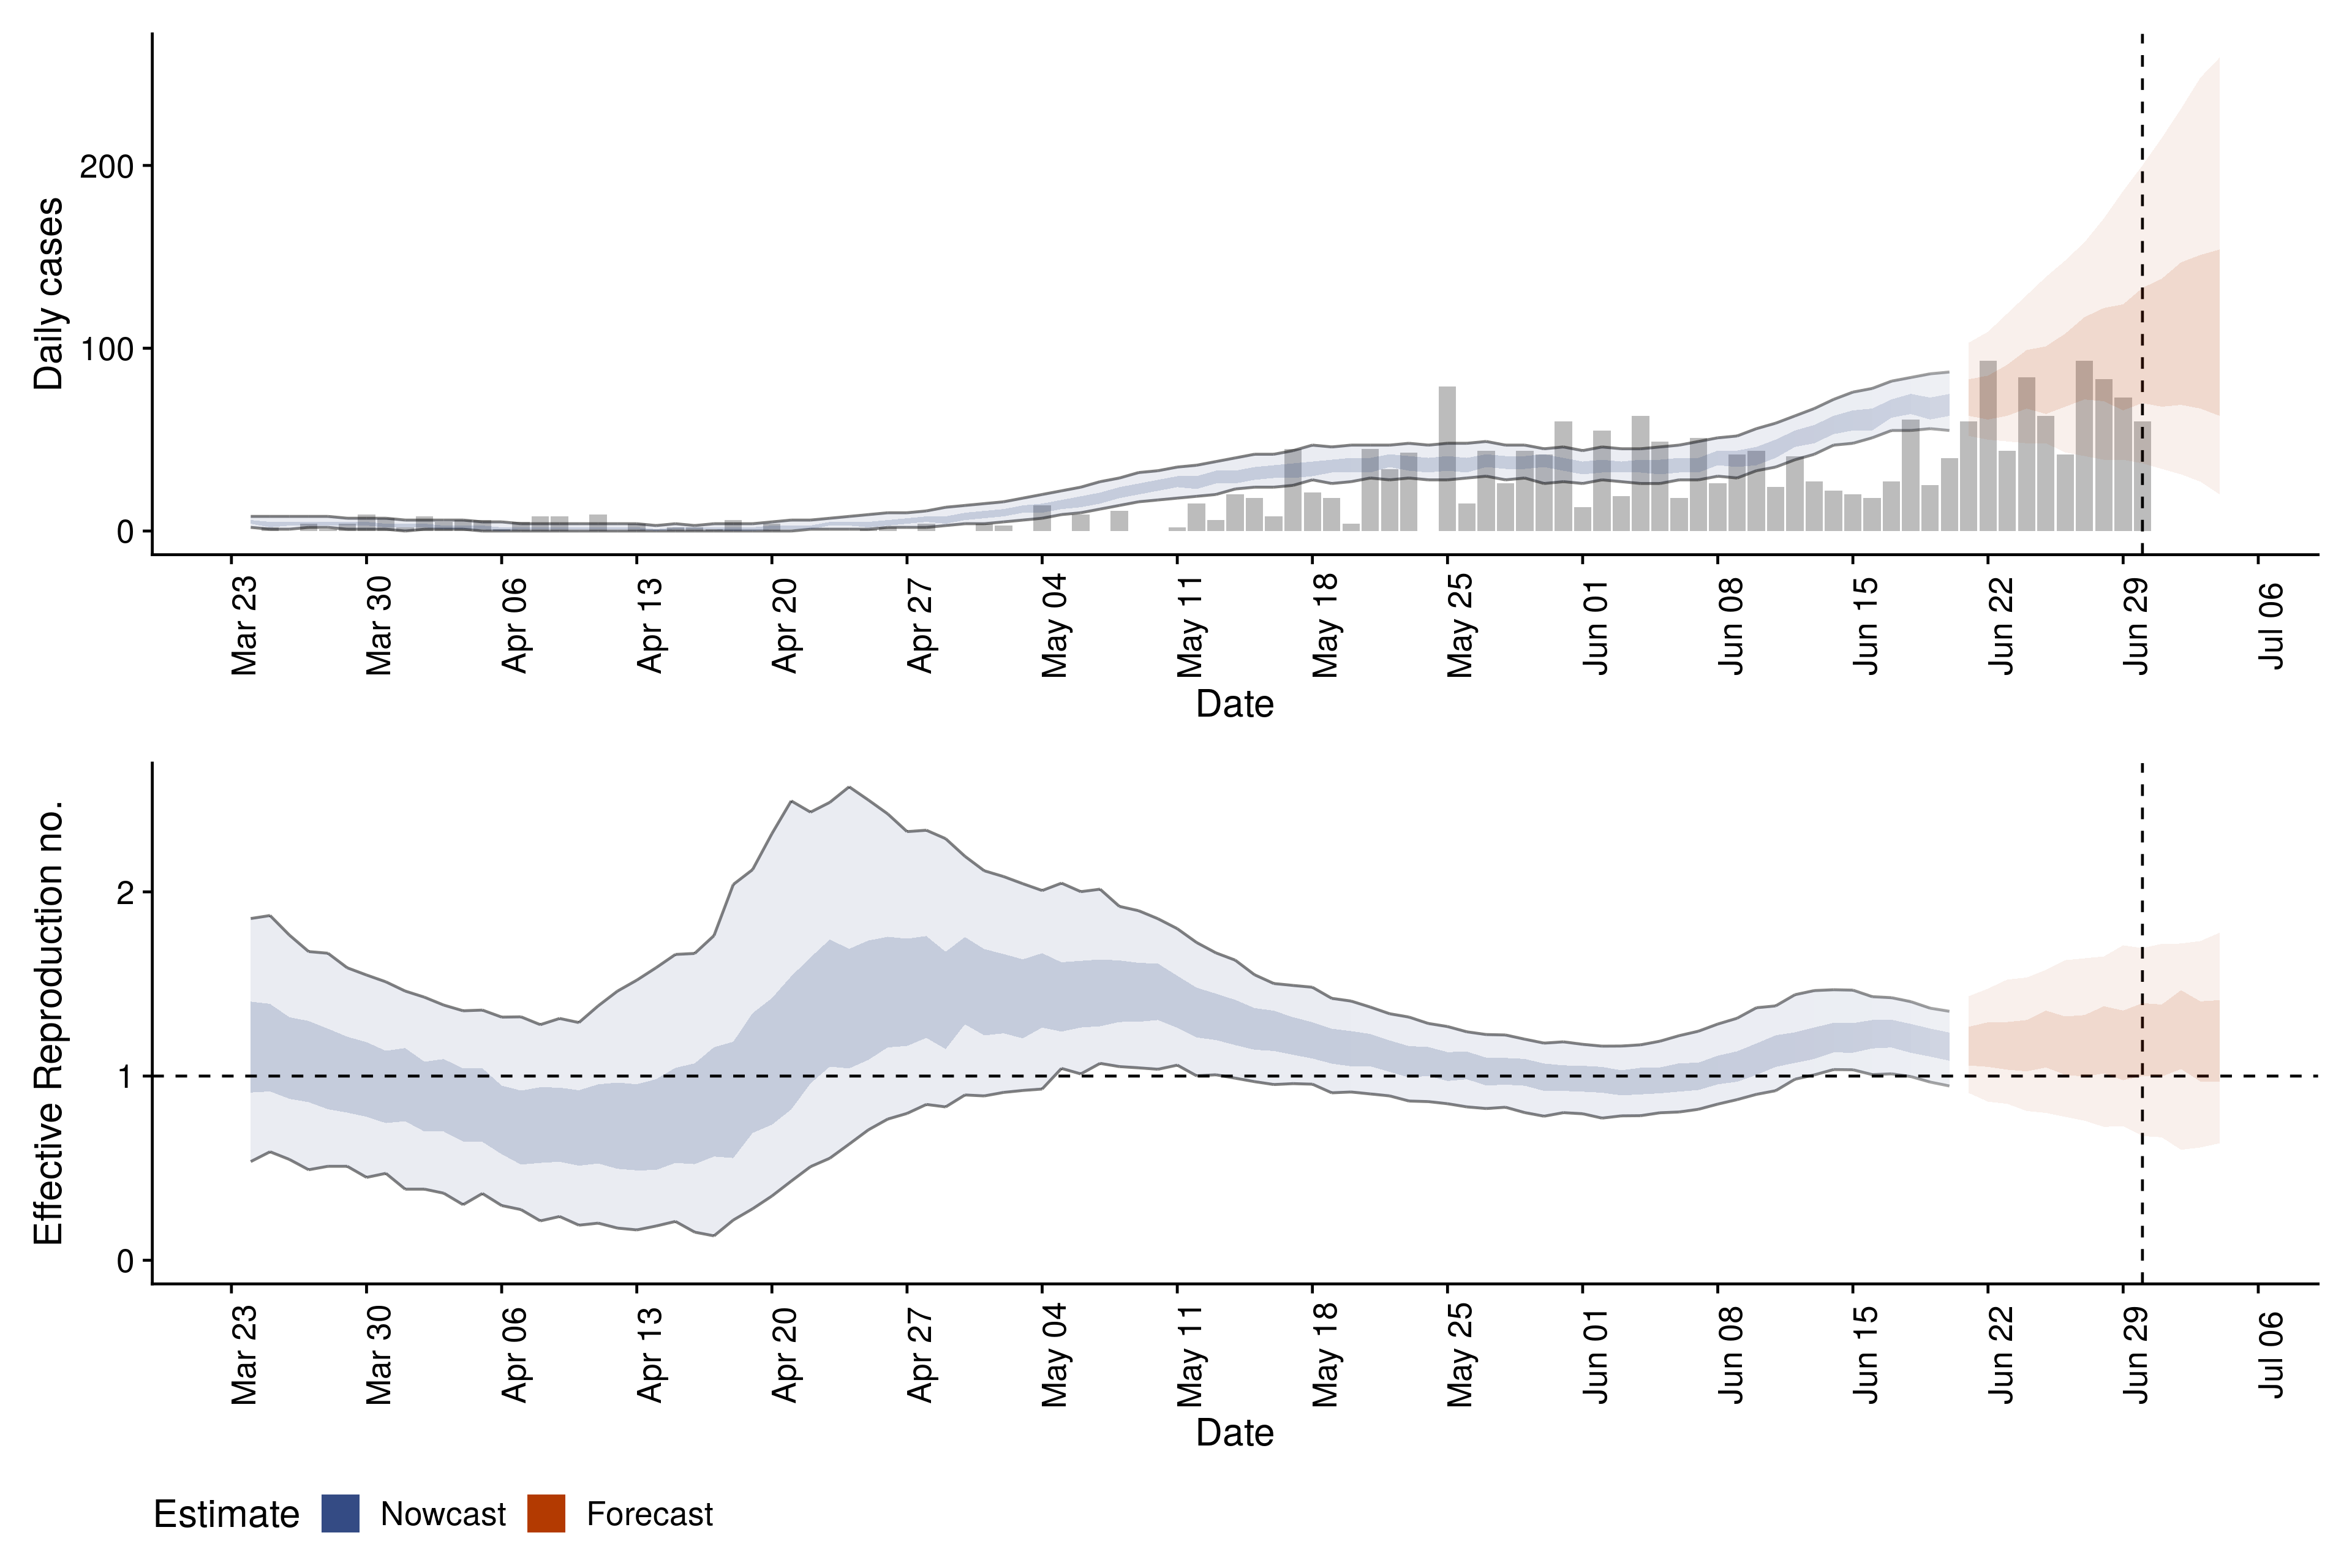 Daily cases
200
100
0
Mar 23 Mar 30 Apr 06 Apr 13 Apr 20 Apr 27 May 04 May 11 May 18 May 25 Jun 01 Jun 08 Jun 15 Jun 22 Jun 29 Jul 06
Date
Effective Reproduction no.
2
1
0
Mar 23 Mar 30 Apr 06 Apr 13 Apr 20 Apr 27 May 04 May 11 May 18 May 25 Jun 01 Jun 08 Jun 15 Jun 22 Jun 29 Jul 06
Date
Estimate Nowcast Forecast